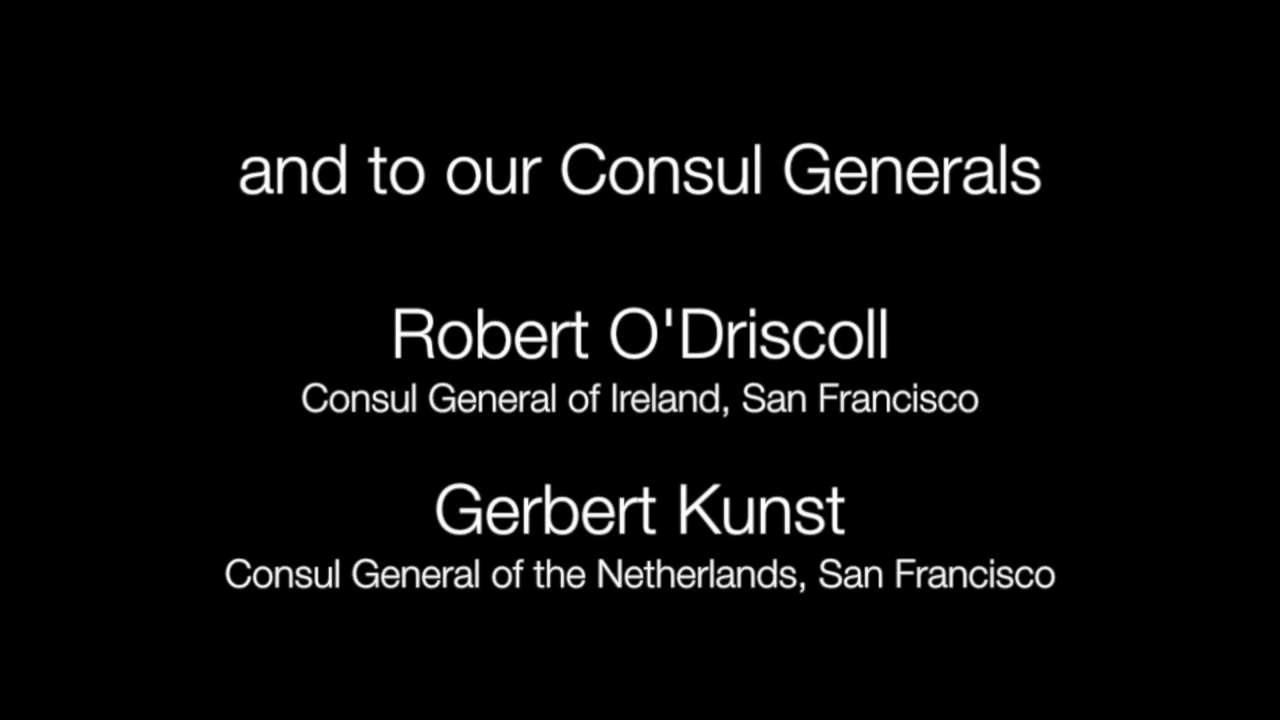 and to our Consul Generals
Robert O'Driscoll
Consul General of Ireland, San Francisco
Gerbert Kunst
Consul General of the Netherlands, San Francisco